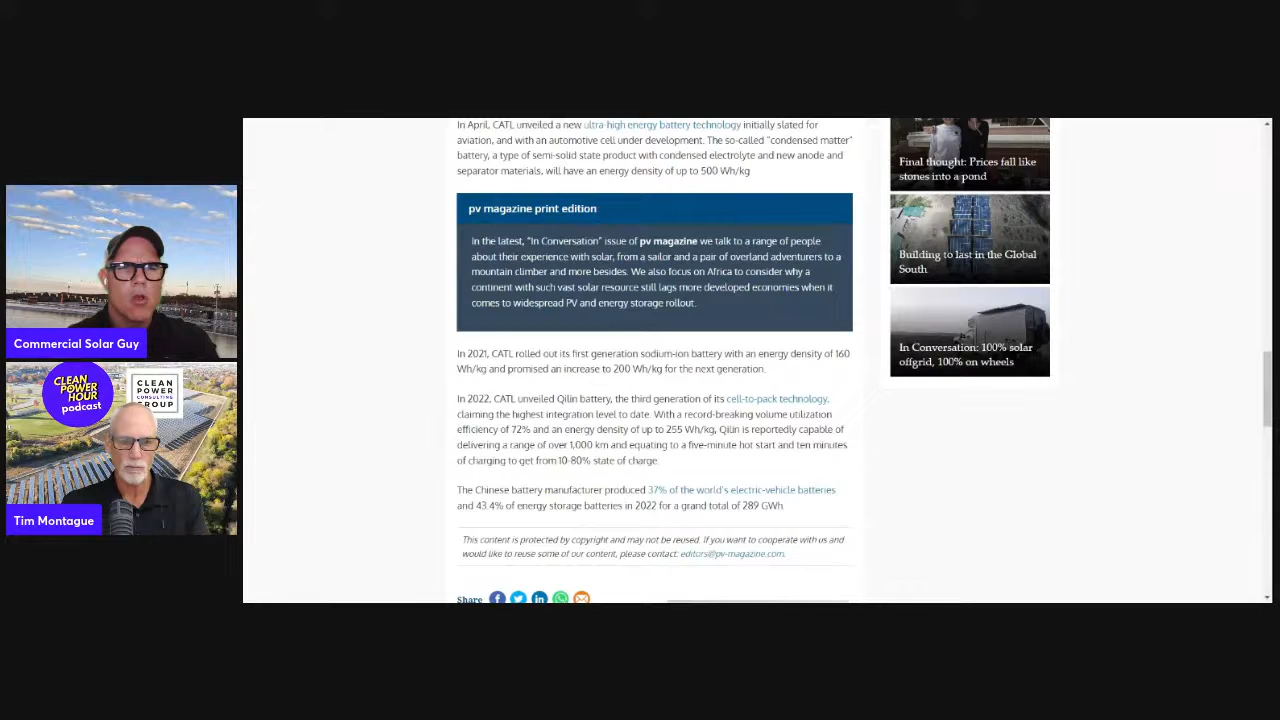 In April, CATL unveiled a new ultra-high energy battery technology initially slated for
aviation, and with an automotive cell under development. The so-called "condensed matter"
battery, a type of semi-solid state product with condensed electrolyte and new anode and
separator materials, will have an energy density of up to 500 Wh/kg
pv magazine print edition
In the latest, "In Conversation" issue of pv magazine we talk to a range of people
about their experience with solar, from a sailor and a pair of overland adventurers to a
mountain climber and more besides. We also focus on Africa to consider why a
continent with such vast solar resource still lags more developed economies when it
comes to widespread PV and energy storage rollout.
In 2021, CATL rolled out its first generation sodium-ion battery with an energy density of 160
Wh/kg and promised an increase to 200 Wh/kg for the next generation.
In 2022, CATL unveiled Qilin battery, the third generation of its cell-to-pack technology,
claiming the highest integration level to date. With a record-breaking volume utilization
efficiency of 72% and an energy density of up to 255 Wh/kg, Qilin is reportedly capable of
delivering a range of over 1,000 km and equating to a five-minute hot start and ten minutes
of charging to get from 10-80% state of charge.
The Chinese battery manufacturer produced 37% of the world's electric-vehicle batteries
and 43.4% of energy storage batteries in 2022 for a grand total of 289 GWh.
This content is protected by copyright and may not be reused. If you want to cooperate with us and
would like to reuse some of our content, please contact: editors@pv-magazine.com.
Share
Final thought: Prices fall like
stones into a pond
Building to last in the Global
South
In Conversation: 100% solar
offgrid, 100% on wheels
Commercial Solar Guy
CLEAN
POWER
HOUR
podcast
CLEAN
POWER
CONSULTING
GROUP
Tim Montague